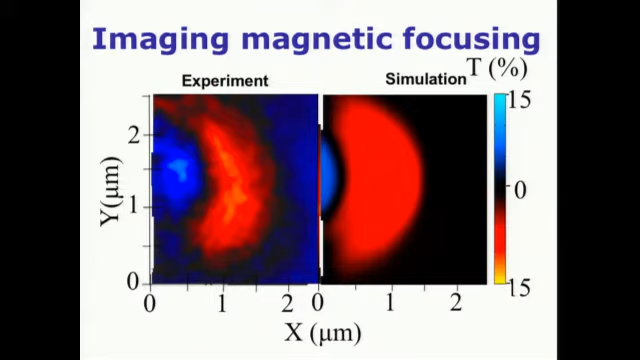 Imaging magnetic focusing
Experiment
Simulation
T (%)
Y(μm)
2
1
0
0
1
2
0
1
2
X (μm)
15
0
15